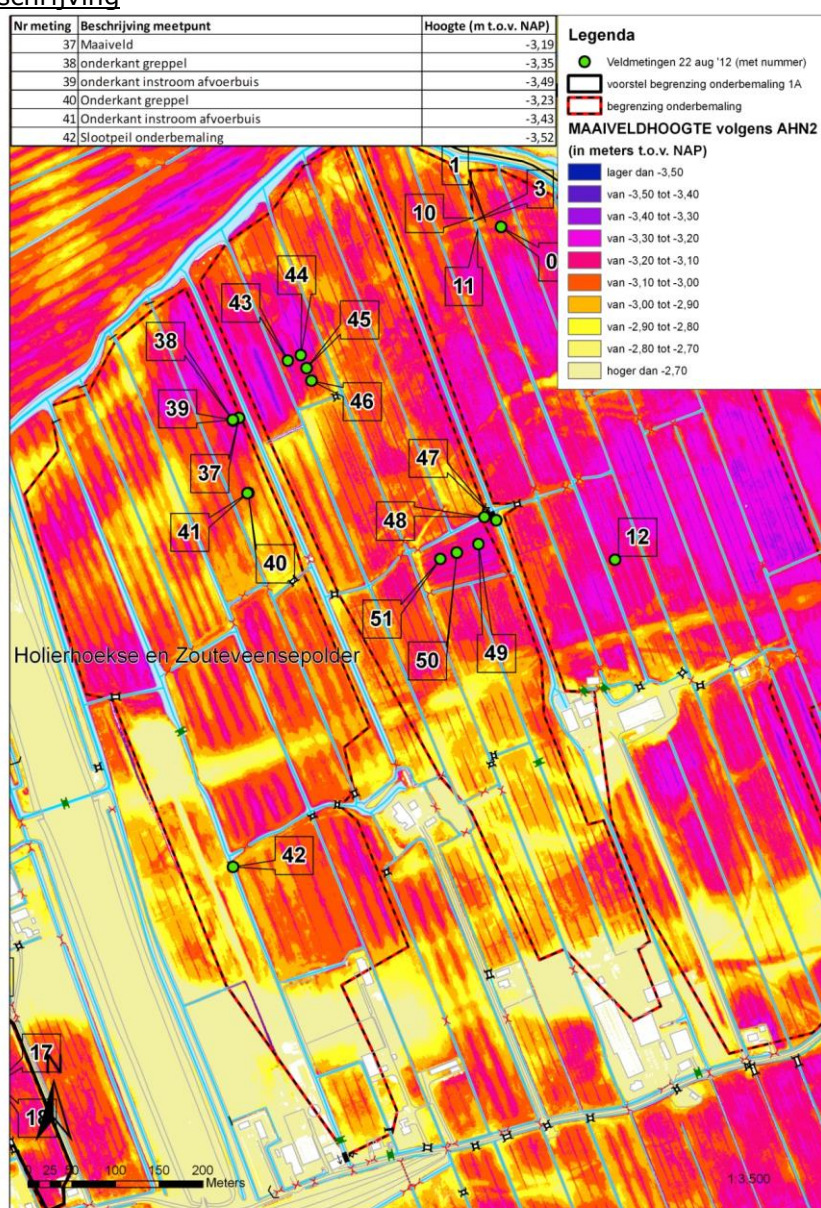 schrijving
Nr meting Beschrijving meetpunt Hoogte (m t.o.v. NAP)
37 Maaiveld -3,19
38 onderkant greppel -3,35
39 onderkant instroom afvoerbuis -3,49
40 Onderkant greppel -3,23
41 Onderkant instroom afvoerbuis -3,43
42 Slootpeil onderbemaling -3,52
Legenda
Veldmetingen 22 aug '12 (met nummer)
voorstel begrenzing onderbemaling 1A
begrenzing onderbemaling
MAAIVELDHOOGTE volgens AHN2
(in meters t.o.v. NAP)
lager dan -3,50
van -3,50 tot -3,40
van -3,40 tot -3,30
van -3,30 tot -3,20
van -3,20 tot -3,10
van -3,10 tot -3,00
van -3,00 tot -2,90
van -2,90 tot -2,80
van -2,80 tot -2,70
hoger dan -2,70
1
3
10
0
11
44
43
45
38
46
39
37
47
41
48
40
12
51
50
49
Holierhoekse en Zouteveensepolder
42
17
18
0 25 50 100 150 200
Meters
1:3.500